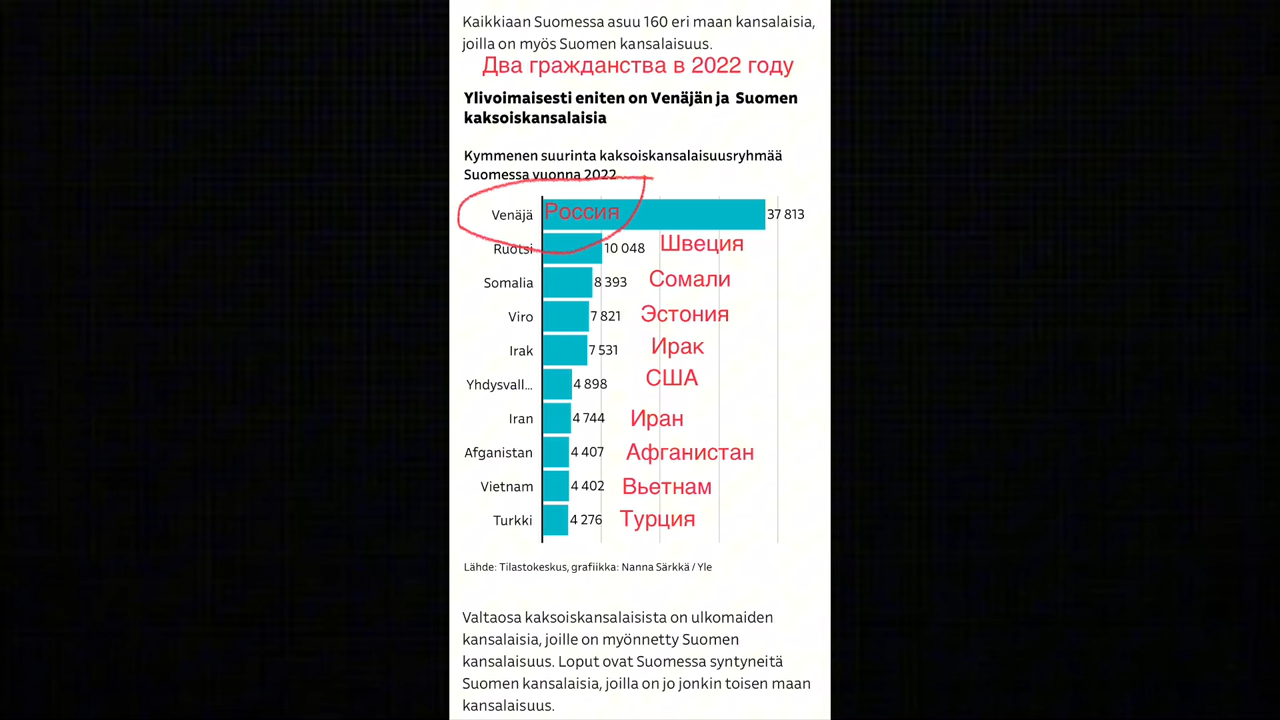 Kaikkiaan Suomessa asuu 160 eri maan kansalaisia,
joilla on myös Suomen kansalaisuus.
Два гражданства в 2022 году
Ylivoimaisesti eniten on Venäjän ja Suomen
kaksoiskansalaisia
Kymmenen suurinta kaksoiskansalaisuusryhmää
Suomessa vuonna 2022
Venäjä Россия 37 813
Ruotsi 10 048 Швеция
Somalia 8 393 Сомали
Viro 7 821 Эстония
Irak 7 531 Ирак
Yhdysvall... 4 898 США
Iran 4 744 Иран
Afganistan 4 407 Афганистан
Vietnam 4 402 Вьетнам
Turkki 4 276 Турция
Lähde: Tilastokeskus, grafiikka: Nanna Särkkä / Yle
Valtaosa kaksoiskansalaisista on ulkomaiden
kansalaisia, joille on myönnetty Suomen
kansalaisuus. Loput ovat Suomessa syntyneitä
Suomen kansalaisia, joilla on jo jonkin toisen maan
kansalaisuus.